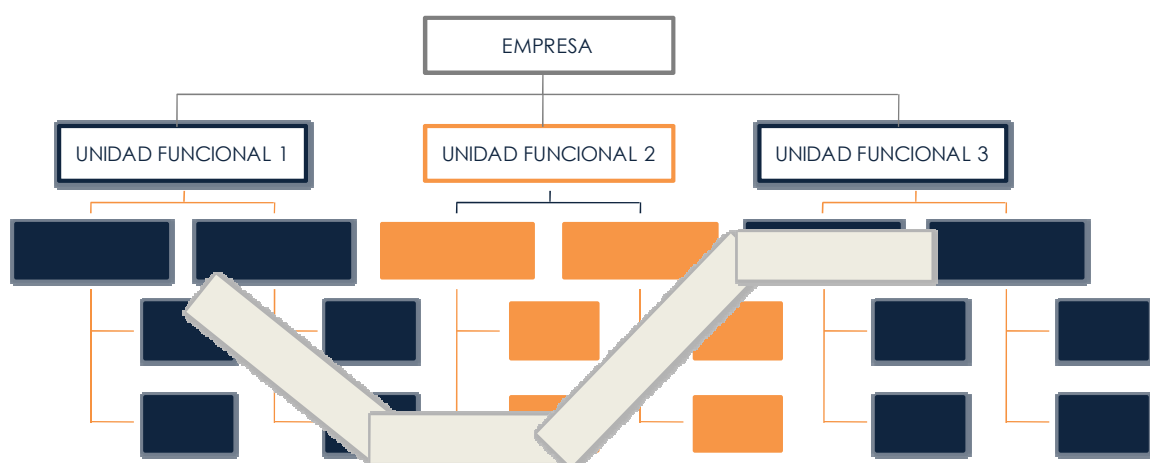 EMPRESA
UNIDAD FUNCIONAL 1
UNIDAD FUNCIONAL 2
UNIDAD FUNCIONAL 3